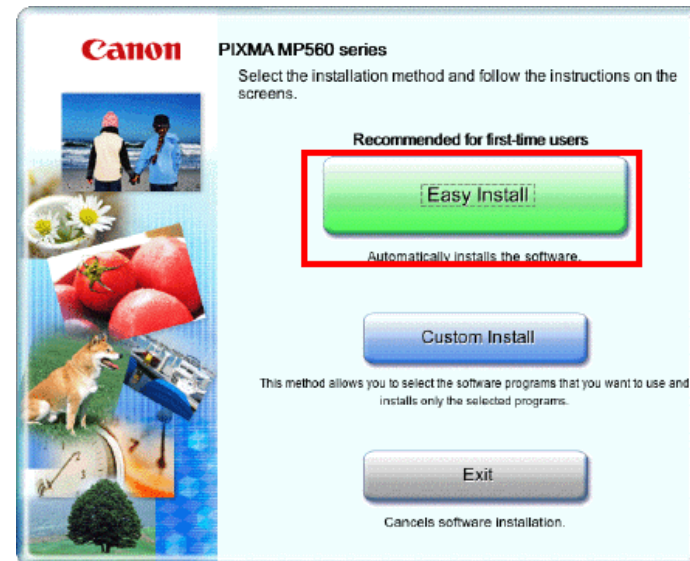 Canon
PIXMA MP560 series
Select the installation method and follow the instructions on the
screens.
Recommended for first-time users
Easy Install
Automatically installs the software.
Custom Install
This method allows you to select the software programs that you want to use and
installs only the selected programs.
Exit
Cancels software installation.